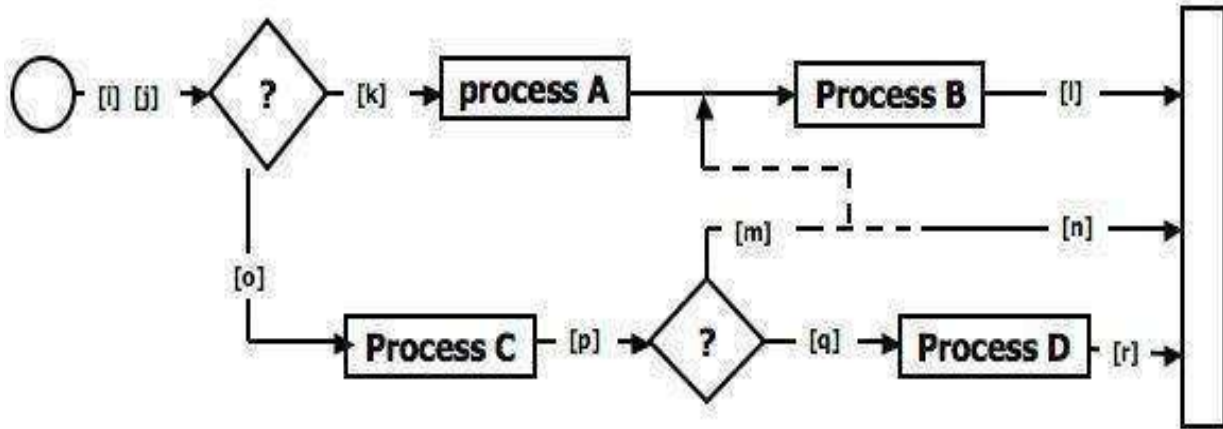 [i] [j]
?
[k]
process A
Process B
[l]
[m]
[n]
[o]
Process C
[p]
?
[q]
Process D
[r]